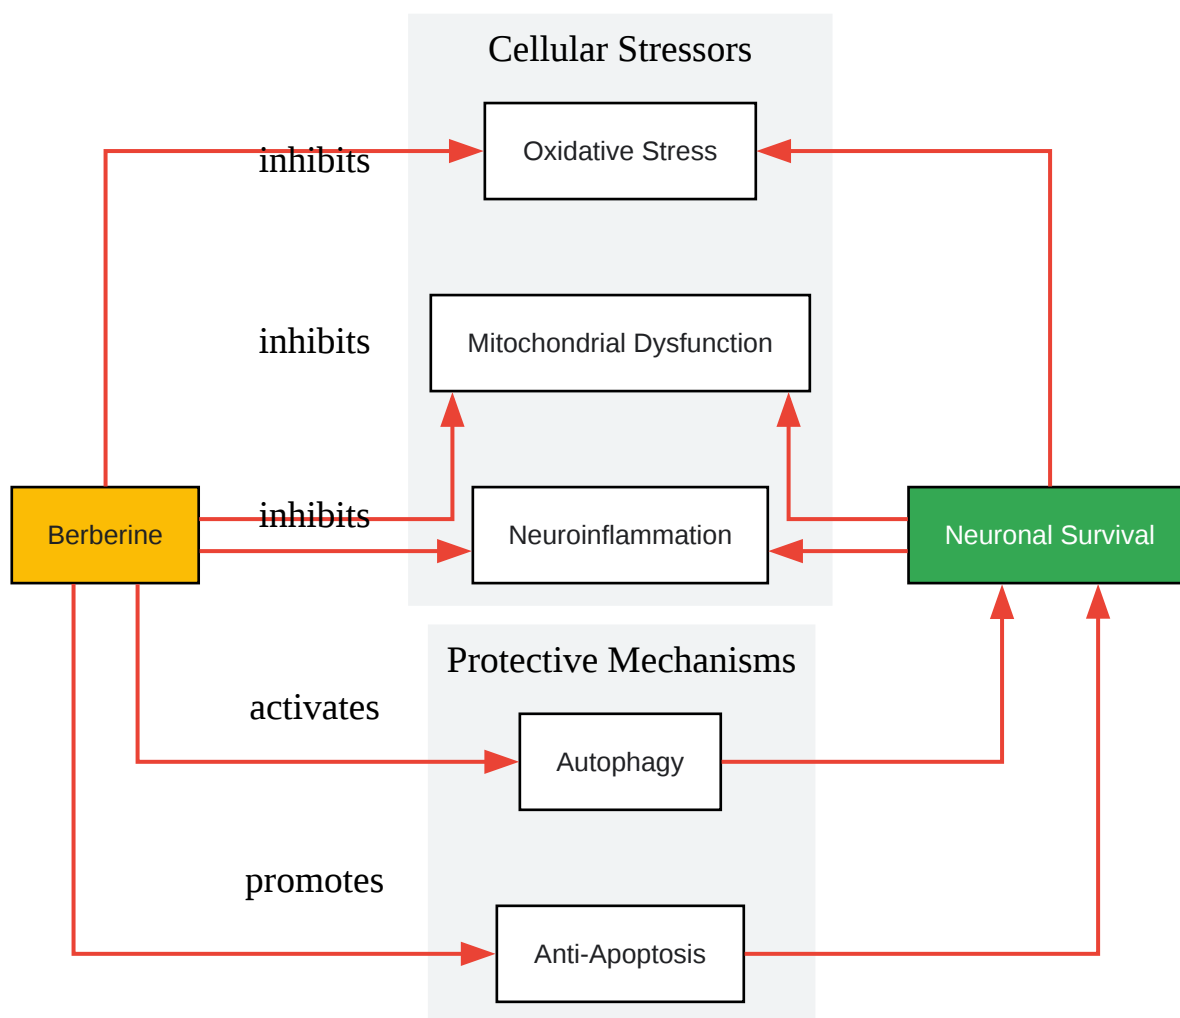 Cellular Stressors
Oxidative Stress
inhibits
Mitochondrial Dysfunction
inhibits
inhibits
Berberine
Neuroinflammation
Neuronal Survival
Protective Mechanisms
activates
Autophagy
promotes
Anti-Apoptosis